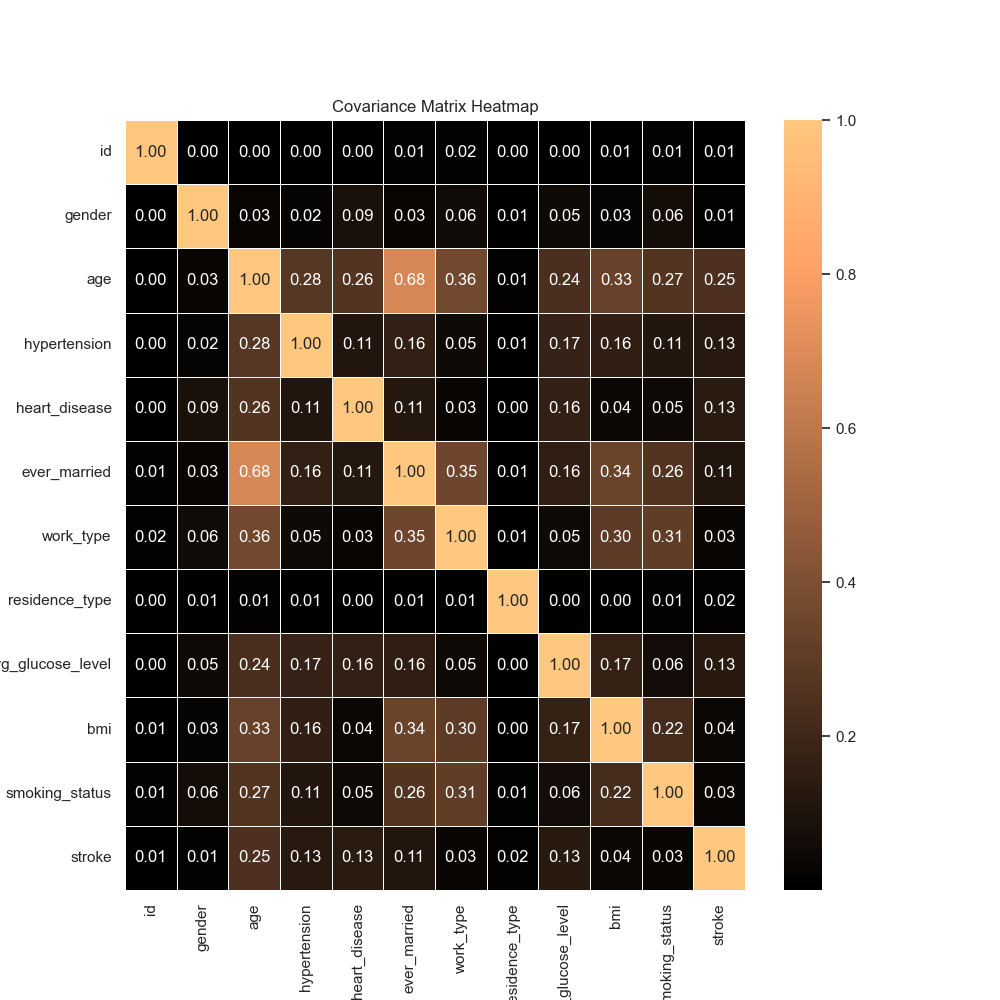 Covariance Matrix Heatmap
id 1.00 0.00 0.00 0.00 0.00 0.01 0.02 0.00 0.00 0.01 0.01 0.01
gender 0.00 1.00 0.03 0.02 0.09 0.03 0.06 0.01 0.05 0.03 0.06 0.01
age 0.00 0.03 1.00 0.28 0.26 0.68 0.36 0.01 0.24 0.33 0.27 0.25
hypertension 0.00 0.02 0.28 1.00 0.11 0.16 0.05 0.01 0.17 0.16 0.11 0.13
heart_disease 0.00 0.09 0.26 0.11 1.00 0.11 0.03 0.00 0.16 0.04 0.05 0.13
ever_married 0.01 0.03 0.68 0.16 0.11 1.00 0.35 0.01 0.16 0.34 0.26 0.11
work_type 0.02 0.06 0.36 0.05 0.03 0.35 1.00 0.01 0.05 0.30 0.31 0.03
residence_type 0.00 0.01 0.01 0.01 0.00 0.01 0.01 1.00 0.00 0.00 0.01 0.02
rg_glucose_level 0.00 0.05 0.24 0.17 0.16 0.16 0.05 0.00 1.00 0.17 0.06 0.13
bmi 0.01 0.03 0.33 0.16 0.04 0.34 0.30 0.00 0.17 1.00 0.22 0.04
smoking_status 0.01 0.06 0.27 0.11 0.05 0.26 0.31 0.01 0.06 0.22 1.00 0.03
stroke 0.01 0.01 0.25 0.13 0.13 0.11 0.03 0.02 0.13 0.04 0.03 1.00
id
gender
age
hypertension
heart_disease
ever_married
work_type
esidence_type
_glucose_level
bmi
moking_status
stroke
1.0
0.8
0.6
0.4
0.2